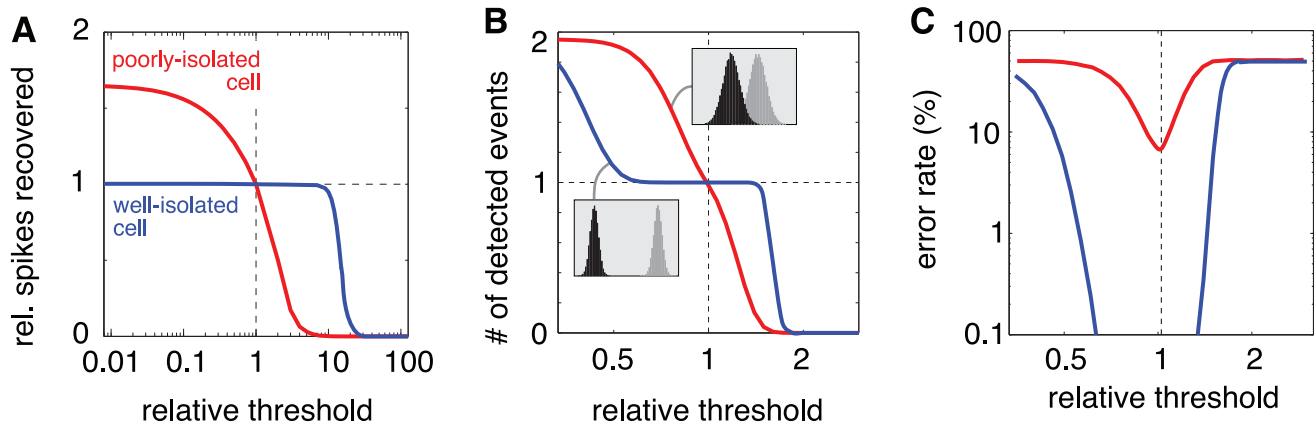 A
rel. spikes recovered
2
1
0
poorly-isolated
cell
well-isolated
cell
0.01 0.1 1 10 100
relative threshold
B
# of detected events
2
1
0
0.5 1 2
relative threshold
C
error rate (%)
100
10
1
0.1
0.5 1 2
relative threshold